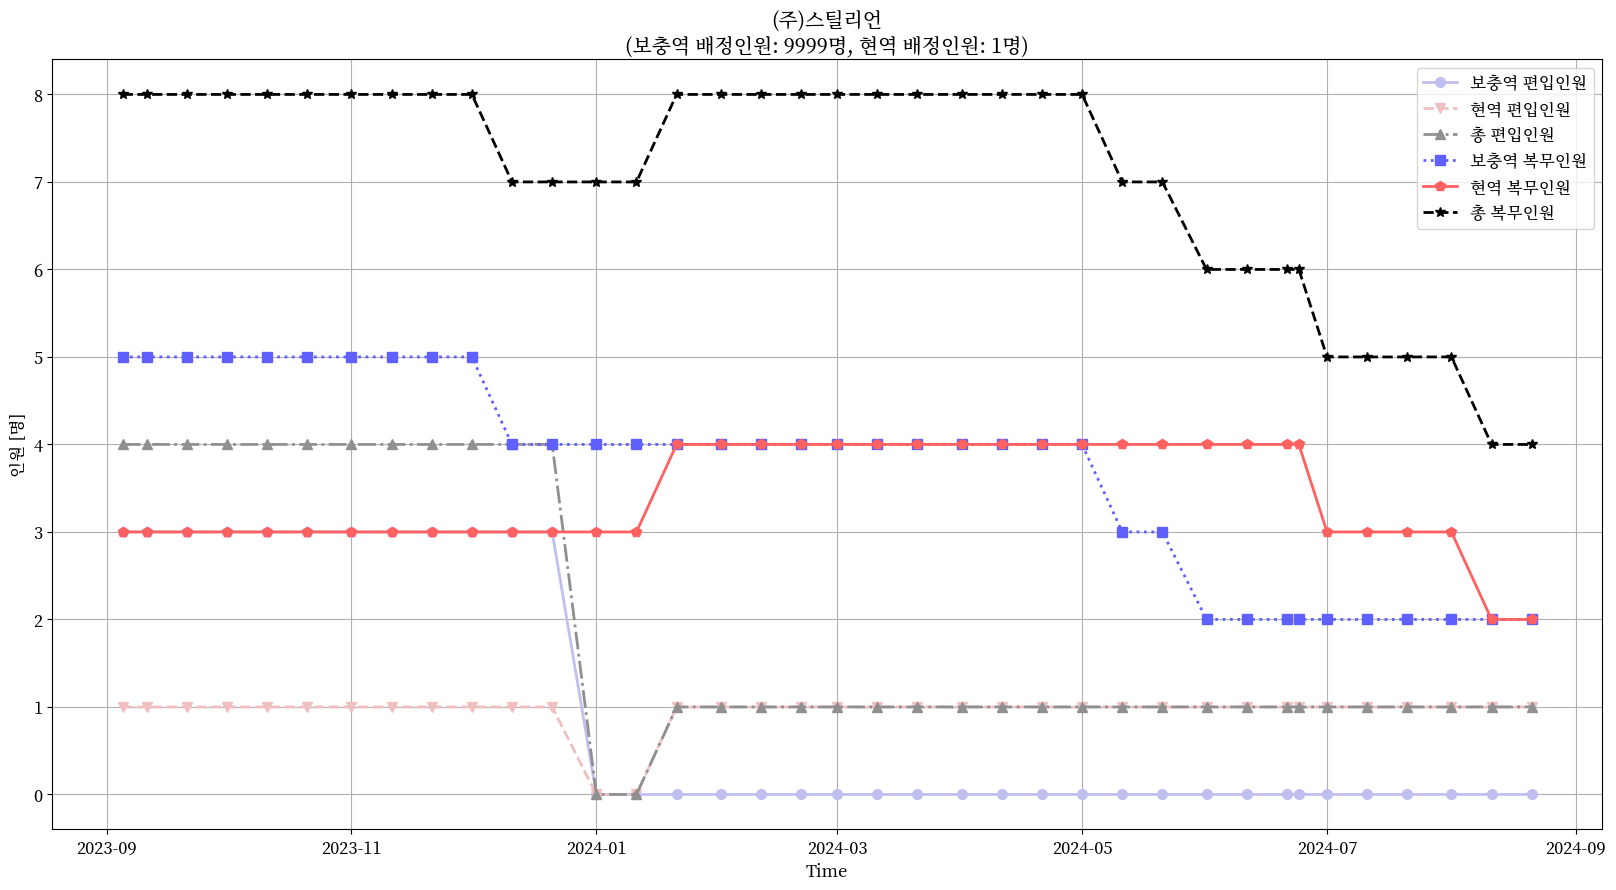 (주)스틸리언
(보충역 배정인원: 9999명, 현역 배정인원: 1명)
보충역 편입인원
현역 편입인원
총 편입인원
보충역 복무인원
현역 복무인원
총 복무인원
인원 [명]
8
7
6
5
4
3
2
1
0
2023-09 2023-11 2024-01 2024-03 2024-05 2024-07 2024-09
Time